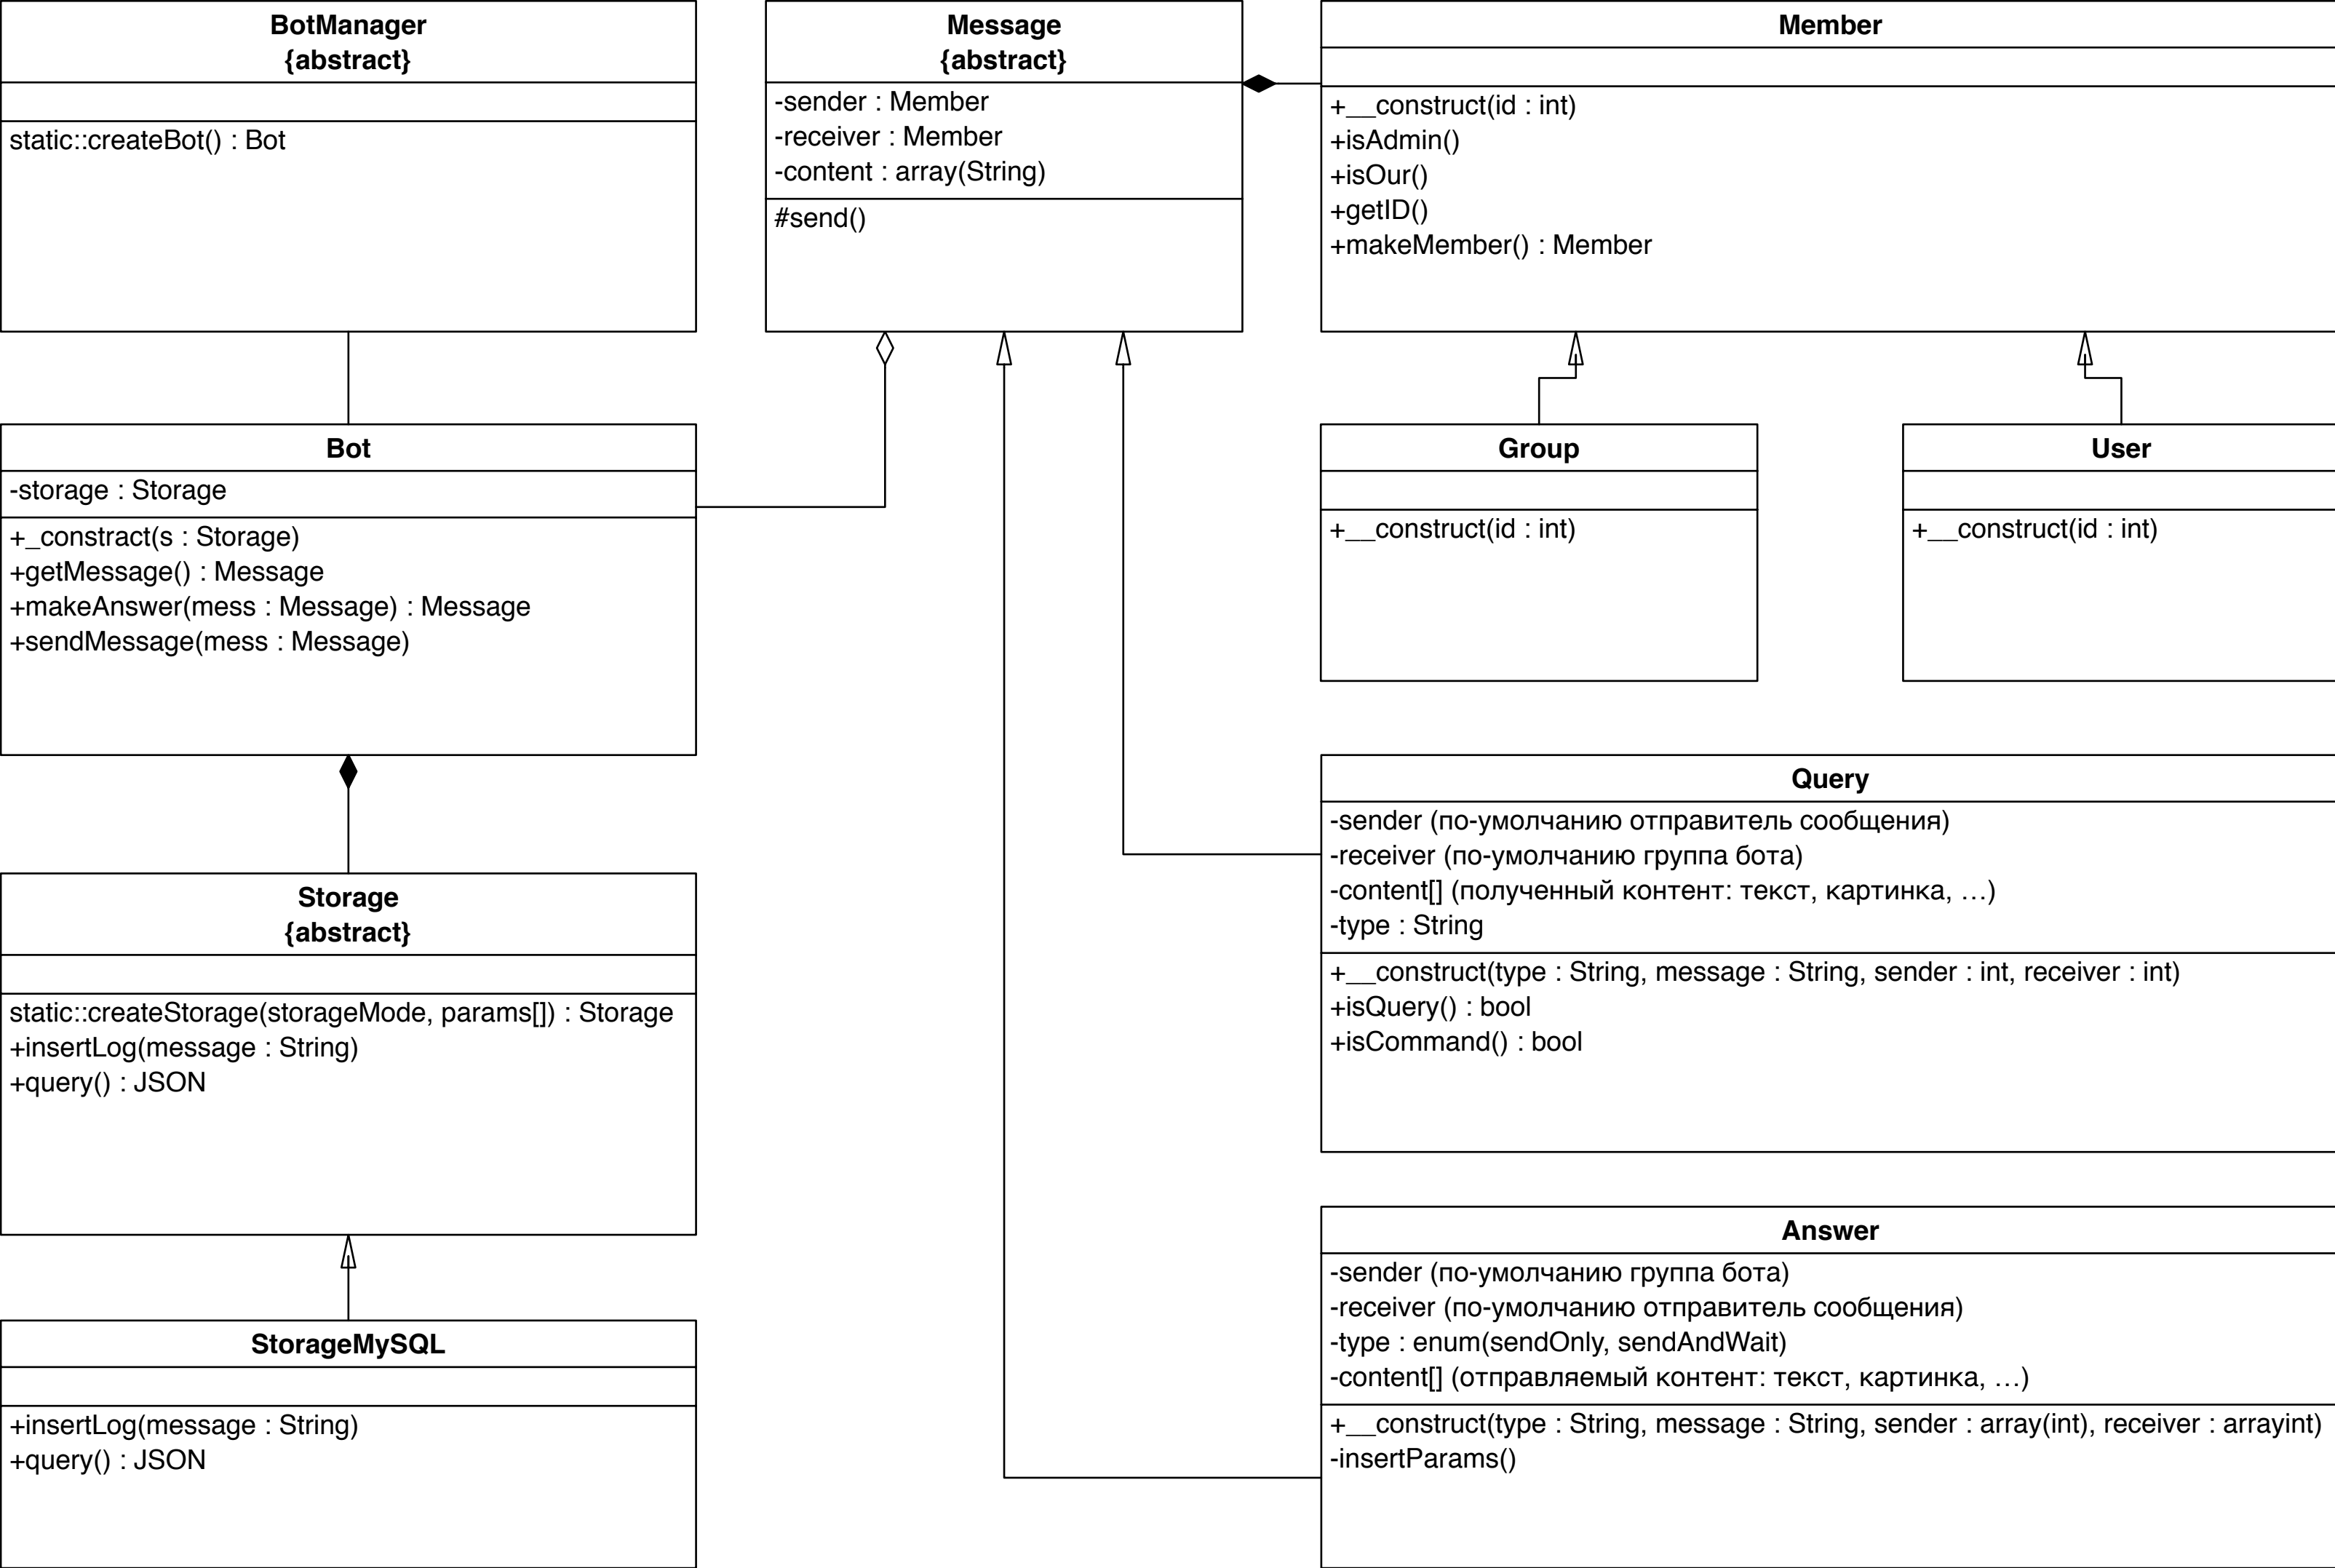 BotManager
{abstract}
static::createBot() : Bot
Message
{abstract}
-sender : Member
-receiver : Member
-content : array(String)
#send()
Member
+__construct(id : int)
+isAdmin()
+isOur()
+getID()
+makeMember() : Member
Bot
-storage : Storage
+_constract(s : Storage)
+getMessage() : Message
+makeAnswer(mess : Message) : Message
+sendMessage(mess : Message)
Group
+__construct(id : int)
User
+__construct(id : int)
Storage
{abstract}
static::createStorage(storageMode, params[]) : Storage
+insertLog(message : String)
+query() : JSON
Query
-sender (по-умолчанию отправитель сообщения)
-receiver (по-умолчанию группа бота)
-content[] (полученный контент: текст, картинка, …)
-type : String
+__construct(type : String, message : String, sender : int, receiver : int)
+isQuery() : bool
+isCommand() : bool
StorageMySQL
+insertLog(message : String)
+query() : JSON
Answer
-sender (по-умолчанию группа бота)
-receiver (по-умолчанию отправитель сообщения)
-type : enum(sendOnly, sendAndWait)
-content[] (отправляемый контент: текст, картинка, …)
+__construct(type : String, message : String, sender : array(int), receiver : arrayint)
-insertParams()